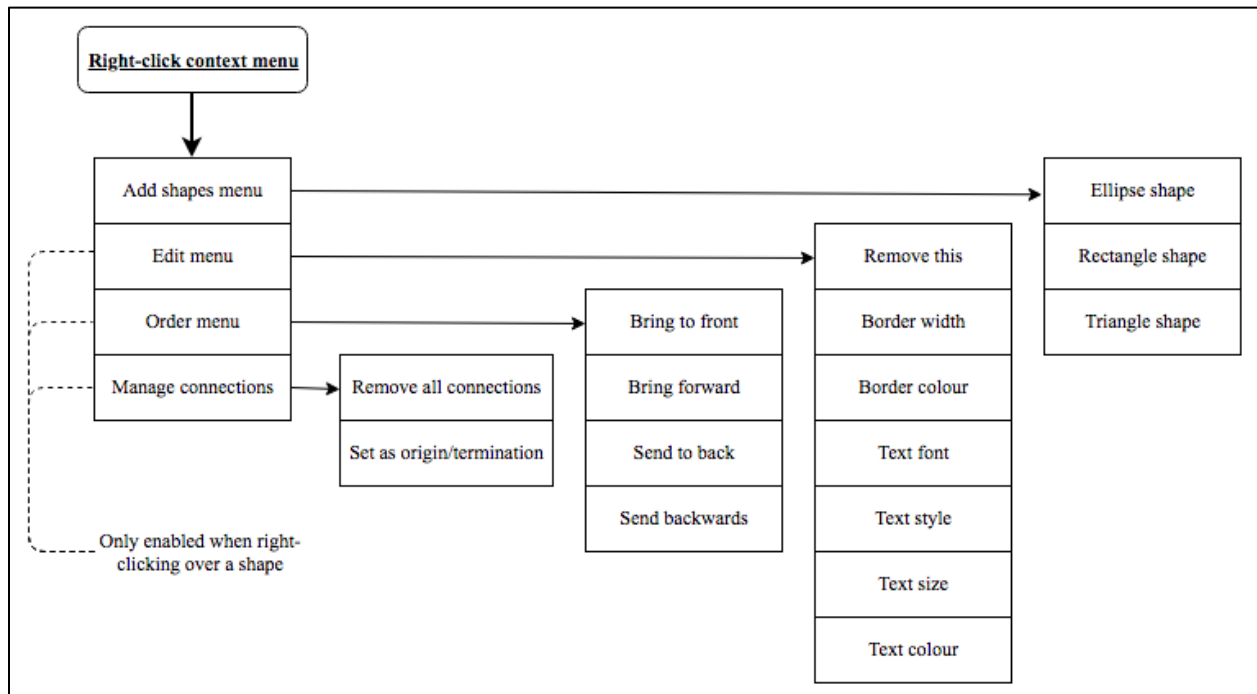 Right-click context menu
Add shapes menu
Edit menu
Order menu
Manage connections
Only enabled when right-
clicking over a shape
Remove all connections
Set as origin/termination
Bring to front
Bring forward
Send to back
Send backwards
Remove this
Border width
Border colour
Text font
Text style
Text size
Text colour
Ellipse shape
Rectangle shape
Triangle shape